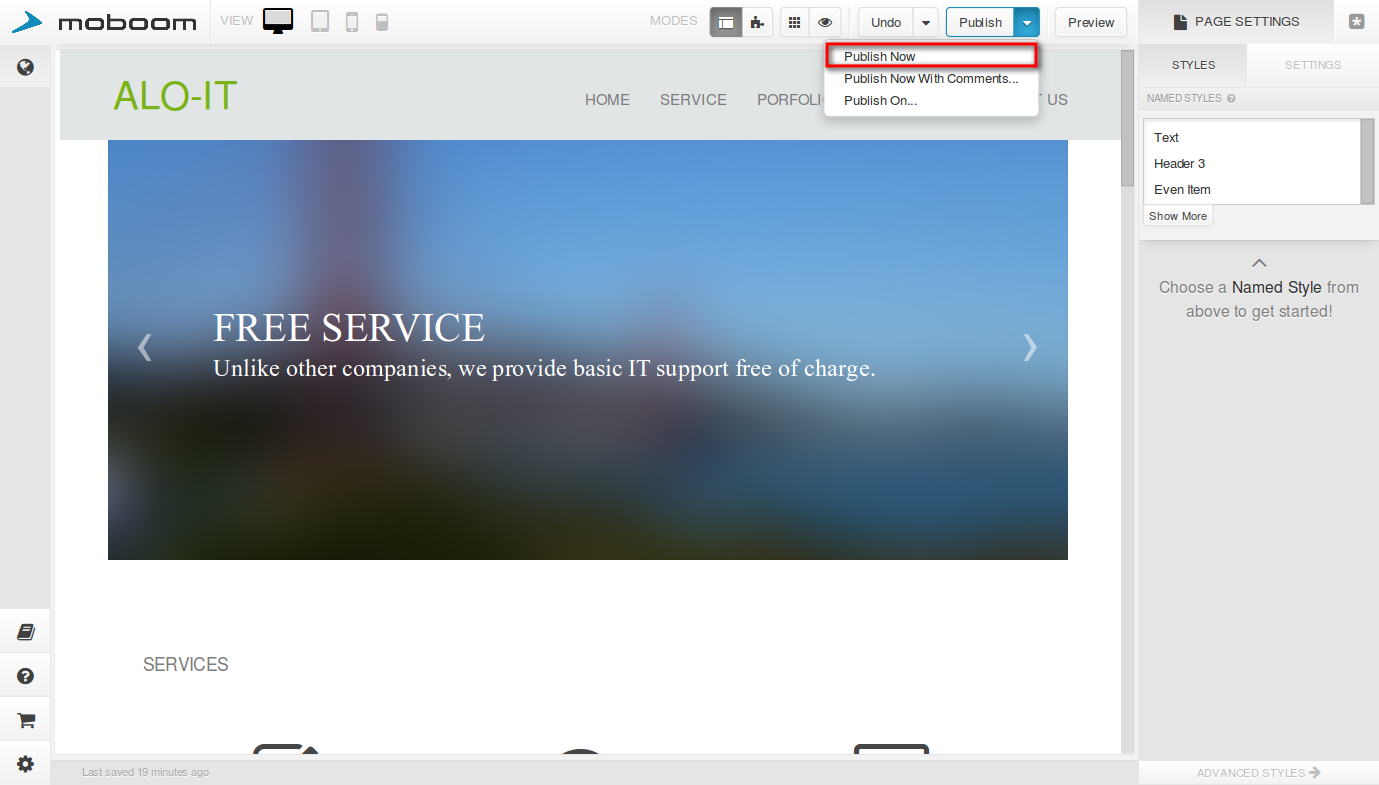 moboom
VIEW
MODES
Undo
Publish
Preview
PAGE SETTINGS
Publish Now
Publish Now With Comments...
Publish On...
STYLES
SETTINGS
NAMED STYLES
Text
Header 3
Even Item
Show More
Choose a Named Style from
above to get started!
ALO-IT
HOME
SERVICE
US
FREE SERVICE
Unlike other companies, we provide basic IT support free of charge.
SERVICES
Last saved 19 minutes ago
ADVANCED STYLES